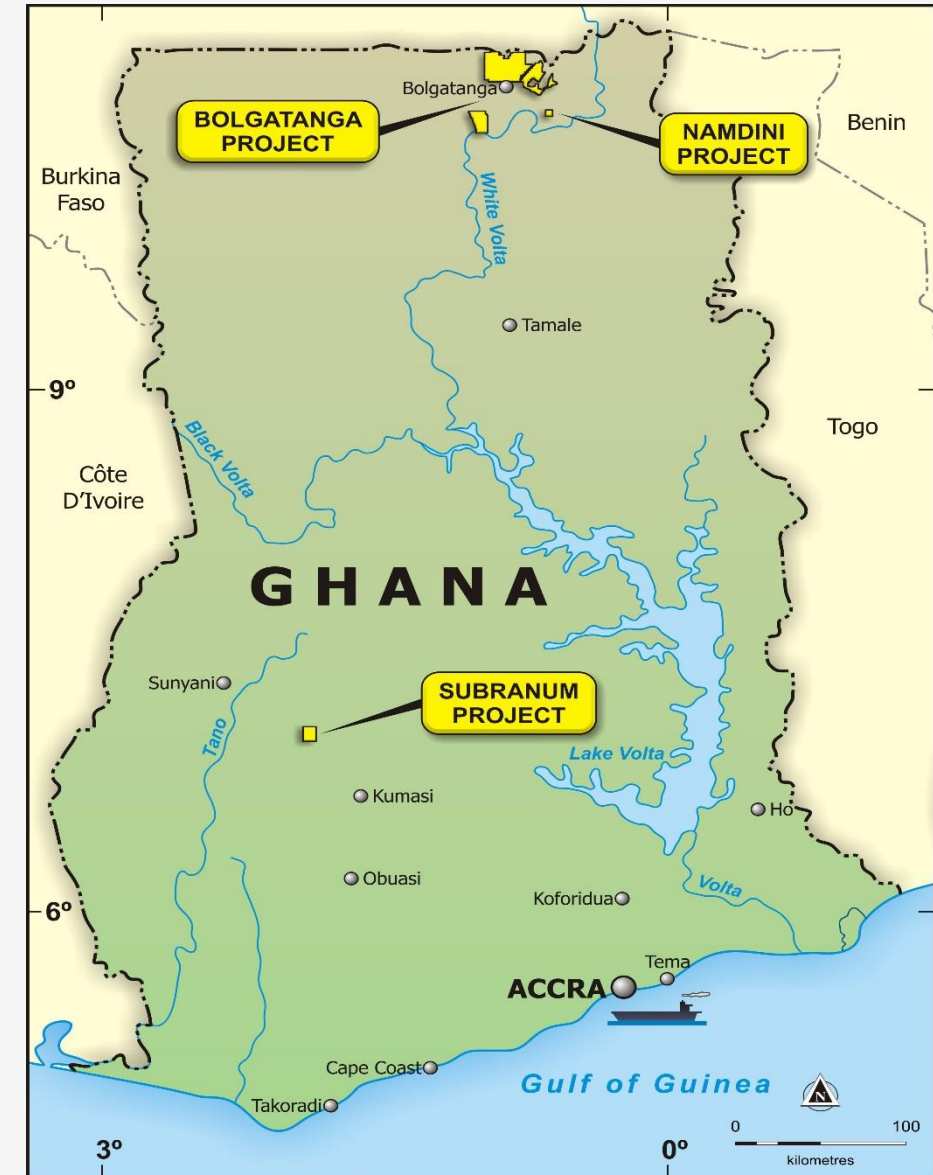 Bolgatanga
BOLGATANGA
PROJECT
NAMDINI
PROJECT
Benin
Burkina
Faso
White Volta
Tamale
9º
Togo
Black Volta
Côte
D'Ivoire
GHANA
Sunyani
Tano
SUBRANUM
PROJECT
Lake Volta
Kumasi
Ho
Obuasi
Koforidua
Volta
6º
Tema
ACCRA
Cape Coast
Gulf of Guinea
N
Takoradi
0
100
kilometres
3º
0º